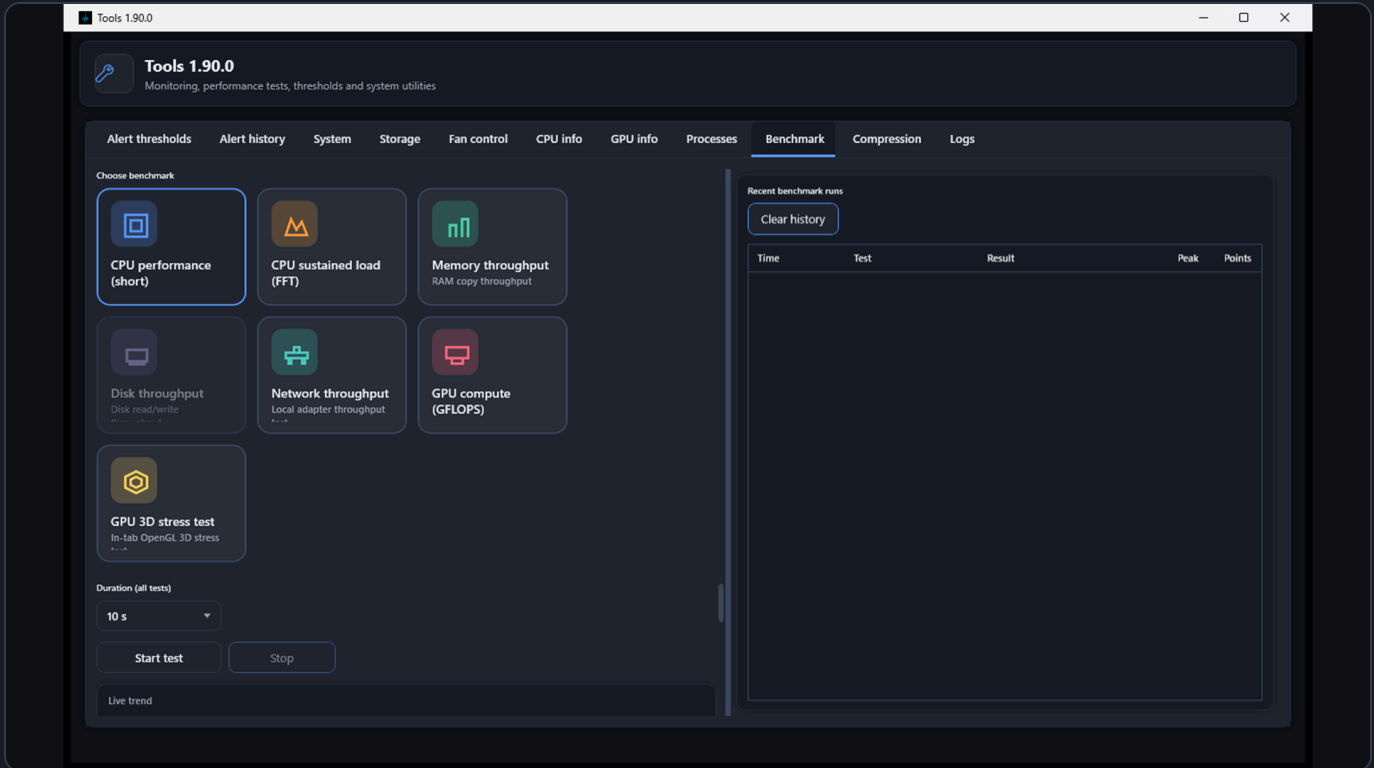 Tools 1.90.0
Tools 1.90.0
Monitoring, performance tests, thresholds and system utilities
Alert thresholds Alert history System Storage Fan control CPU info GPU info Processes Benchmark Compression Logs
Choose benchmark
CPU performance
(short)
CPU sustained load
(FFT)
Memory throughput
RAM copy throughput
Disk throughput
Disk read/write
Network throughput
Local adapter throughput
GPU compute
(GFLOPS)
GPU 3D stress test
In-tab OpenGL 3D stress
Duration (all tests)
10 s
Start test Stop
Live trend
Recent benchmark runs
Clear history
Time Test Result Peak Points